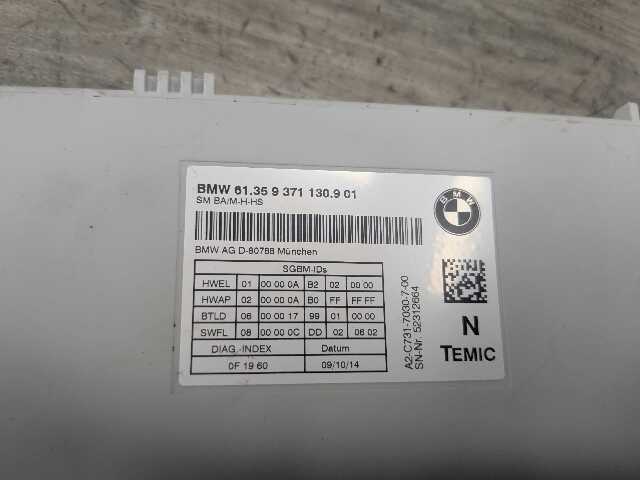 BMW 61.35 9 371 130.9 01
SM BA/M-H-HS
BMW AG D-80788 München
BMW
SGBM-IDs
HWEL 01 00 00 0A B2 02 00 00
HWAP 02 00 00 0A B0 FF FF FF
BTLD 06 00 00 17 99 01 00 00
SWFL 08 00 00 0C DD 02 06 02
DIAG.-INDEX Datum
0F 19 60 09/10/14
A2-C731-7030-7-00
SN-Nr. 52312664
N
TEMIC